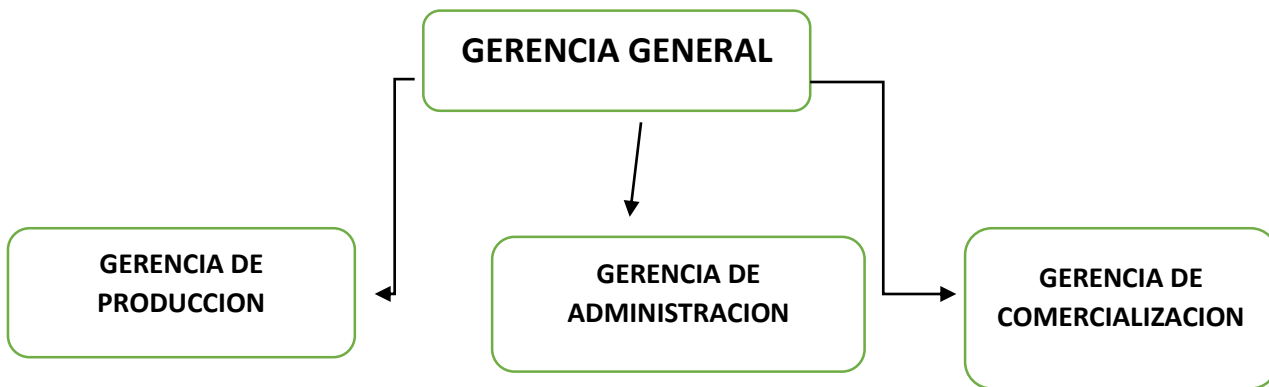 GERENCIA GENERAL
GERENCIA DE
PRODUCCION
GERENCIA DE
ADMINISTRACION
GERENCIA DE
COMERCIALIZACION